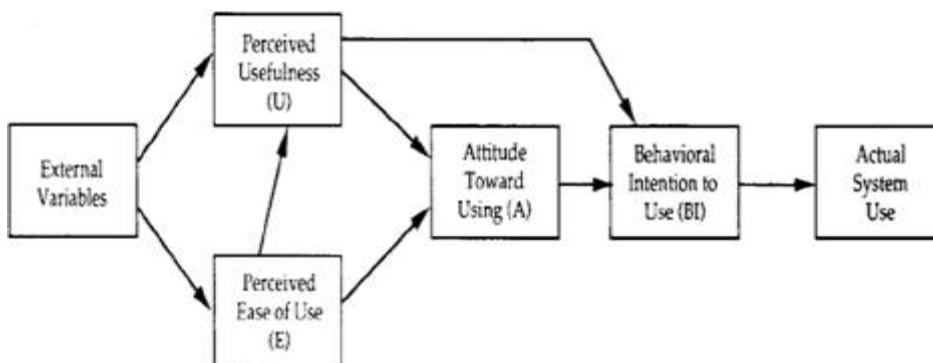 External
Variables
Perceived
Usefulness
(U)
Perceived
Ease of Use
(E)
Attitude
Toward
Using (A)
Behavioral
Intention to
Use (BI)
Actual
System
Use